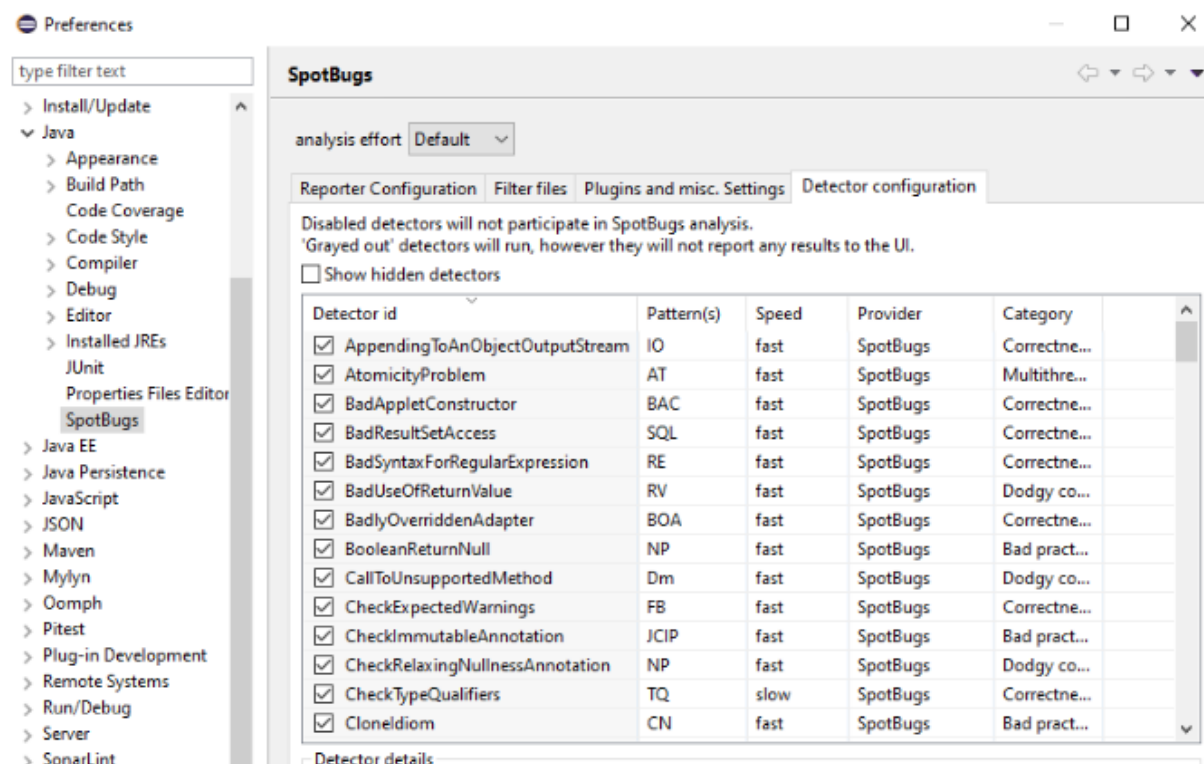 Preferences
type filter text
Install/Update
Java
Appearance
Build Path
Code Coverage
Code Style
Compiler
Debug
Editor
Installed JREs
JUnit
Properties Files Editor
SpotBugs
Java EE
Java Persistence
JavaScript
JSON
Maven
Mylyn
Oomph
Pitest
Plug-in Development
Remote Systems
Run/Debug
Server
SonarLint
SpotBugs
analysis effort Default
Reporter Configuration Filter files Plugins and misc. Settings Detector configuration
Disabled detectors will not participate in SpotBugs analysis.
'Grayed out' detectors will run, however they will not report any results to the UI.
Show hidden detectors
Detector id Pattern(s) Speed Provider Category
AppendingToAnObjectOutputStream IO fast SpotBugs Correctne...
AtomicityProblem AT fast SpotBugs Multithre...
BadAppletConstructor BAC fast SpotBugs Correctne...
BadResultSetAccess SQL fast SpotBugs Correctne...
BadSyntaxForRegularExpression RE fast SpotBugs Correctne...
BadUseOfReturnValue RV fast SpotBugs Dodgy co...
BadlyOverriddenAdapter BOA fast SpotBugs Correctne...
BooleanReturnNull NP fast SpotBugs Bad pract...
CallToUnsupportedMethod Dm fast SpotBugs Dodgy co...
CheckExpectedWarnings FB fast SpotBugs Correctne...
CheckImmutableAnnotation JCIP fast SpotBugs Bad pract...
CheckRelaxingNullnessAnnotation NP fast SpotBugs Dodgy co...
CheckTypeQualifiers TQ slow SpotBugs Correctne...
CloneIdiom CN fast SpotBugs Bad pract...
Detector details